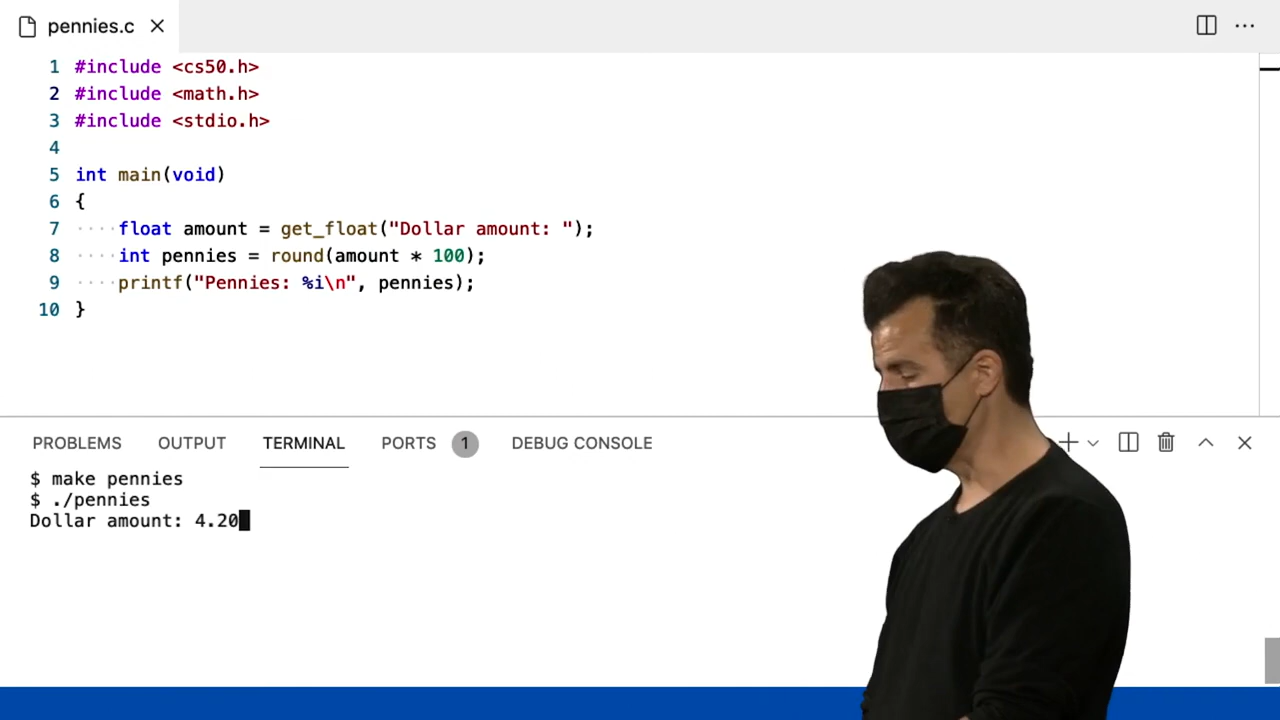 pennies.c
1 #include <cs50.h>
2 #include <math.h>
3 #include <stdio.h>
4
5 int main(void)
6 {
7 ····float amount = get_float("Dollar amount: ");
8 ····int pennies = round(amount * 100);
9 ····printf("Pennies: %i\n", pennies);
10 }
PROBLEMS OUTPUT TERMINAL PORTS 1 DEBUG CONSOLE
$ make pennies
$ ./pennies
Dollar amount: 4.20